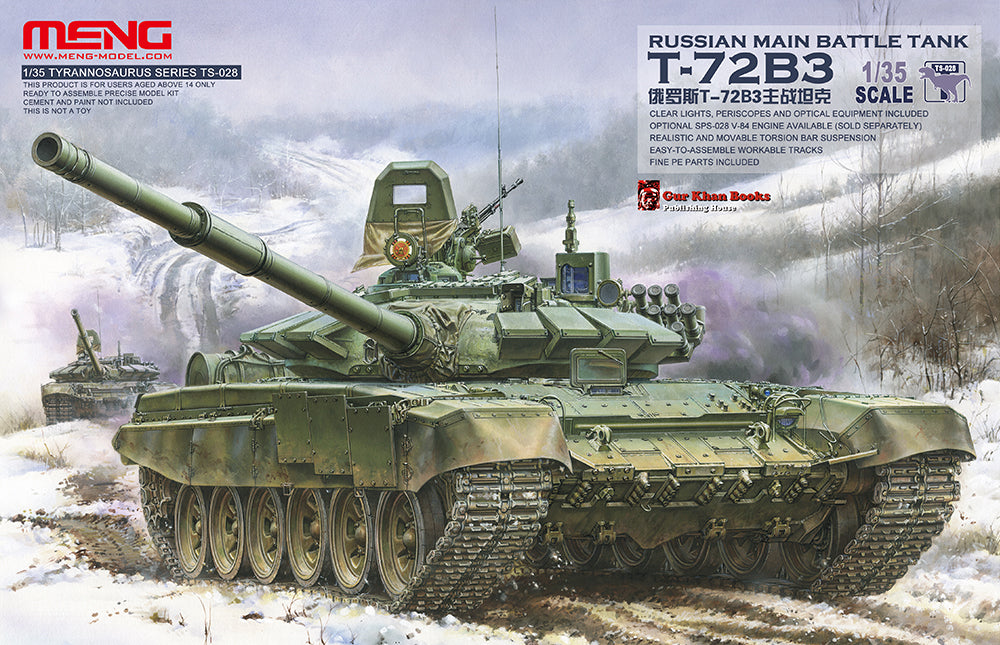 MENG
WWW.MENG-MODEL.COM
1/35 TYRANNOSAURUS SERIES TS-028
THIS PRODUCT IS FOR USERS AGED ABOVE 14 ONLY
READY TO ASSEMBLE PRECISE MODEL KIT
CEMENT AND PAINT NOT INCLUDED
THIS IS NOT A TOY
RUSSIAN MAIN BATTLE TANK
T-72B3
1/35
SCALE
TS-028
俄罗斯T-72B3主战坦克
CLEAR LIGHTS, PERISCOPES AND OPTICAL EQUIPMENT INCLUDED
OPTIONAL SPS-028 V-84 ENGINE AVAILABLE (SOLD SEPARATELY)
REALISTIC AND MOVABLE TORSION BAR SUSPENSION
EASY-TO-ASSEMBLE WORKABLE TRACKS
FINE PE PARTS INCLUDED
Gur Khan Books
Publishing House